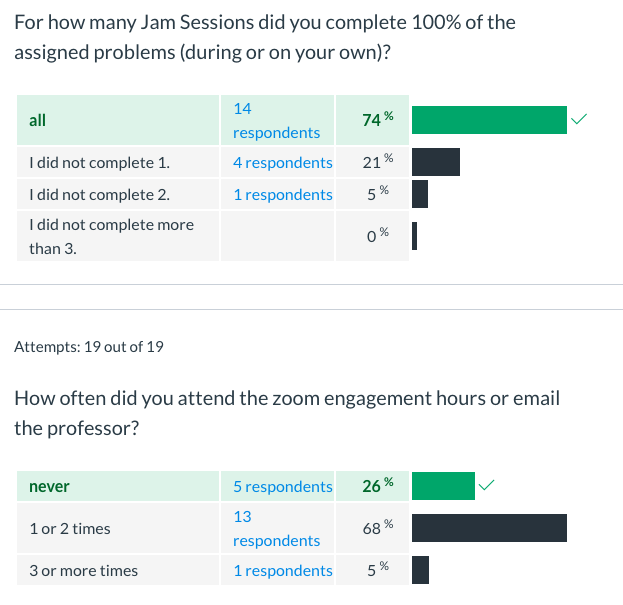 For how many Jam Sessions did you complete 100% of the
assigned problems (during or on your own)?
all
14
respondents
74 %
I did not complete 1.
4 respondents
21 %
I did not complete 2.
1 respondents
5 %
I did not complete more
than 3.
0 %
Attempts: 19 out of 19
How often did you attend the zoom engagement hours or email
the professor?
never
5 respondents
26 %
1 or 2 times
13
respondents
68 %
3 or more times
1 respondents
5 %